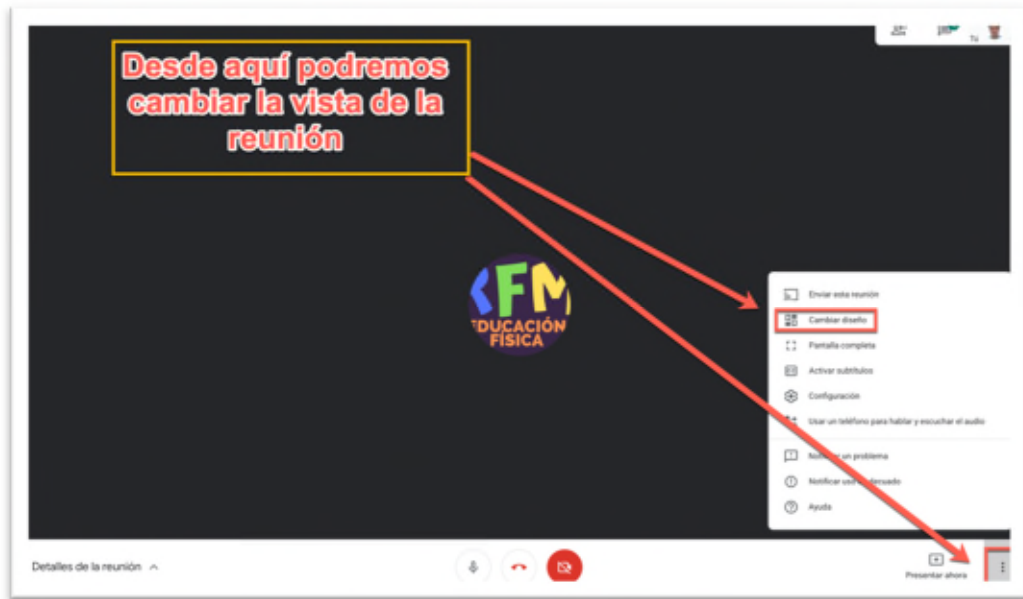 Desde aquí podremos
cambiar la vista de la
reunión
Tú
FM
EDUCACIÓN
FÍSICA
Enviar esta reunión
Cambiar diseño
Pantalla completa
Activar subtítulos
Configuración
Usar un teléfono para hablar y escuchar el audio
un problema
Notificar
Ayuda
Detalles de la reunión
Presentar ahora